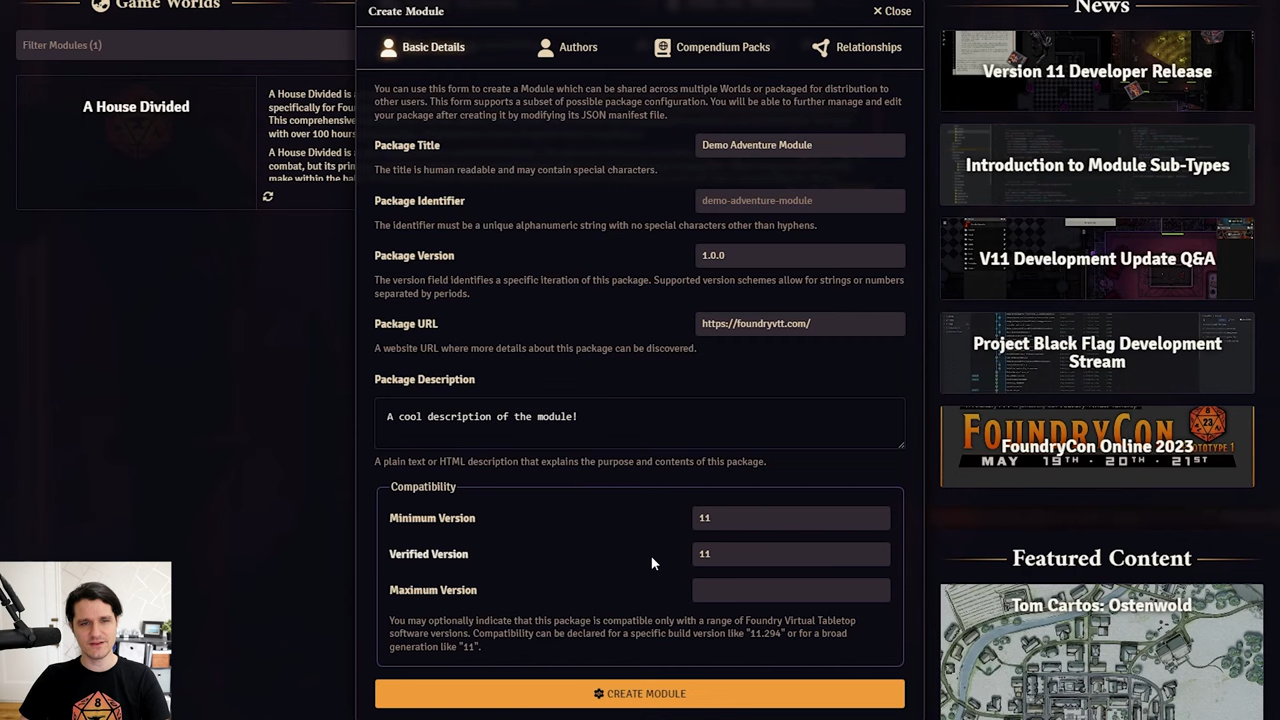 Game Worlds
Filter Modules (1)
A House Divided
A House Divided is a
specifically for Fou
This comprehensive
with over 100 hours
A House Divided is a
combat, but its prin
make within the bal
Create Module
Close
Basic Details
Authors
Compendium Packs
Relationships
You can use this form to create a Module which can be shared across multiple Worlds or packaged for distribution to
other users. This form supports a subset of possible package configuration. You will be able to further manage and edit
your package after creating it by modifying its JSON manifest file.
Package Title
Demo Adventure Module
The title is human readable and may contain special characters.
Package Identifier
demo-adventure-module
The identifier must be a unique alphanumeric string with no special characters other than hyphens.
Package Version
1.0.0
The version field identifies a specific iteration of this package. Supported version schemes allow for strings or numbers
separated by periods.
Package URL
https://foundryvtt.com/
A website URL where more details about this package can be discovered.
Package Description
A cool description of the module!
A plain text or HTML description that explains the purpose and contents of this package.
Compatibility
Minimum Version
11
Verified Version
11
Maximum Version
You may optionally indicate that this package is compatible only with a range of Foundry Virtual Tabletop
software versions. Compatibility can be declared for a specific build version like "11.294" or for a broad
generation like "11".
CREATE MODULE
News
Version 11 Developer Release
Introduction to Module Sub-Types
V11 Development Update Q&A
Project Black Flag Development
Stream
FOUNDRYCON
FoundryCon Online 2023
PROTOTYPE 1
MAY 19TH · 20TH · 21ST
Featured Content
Tom Cartos: Ostenwold